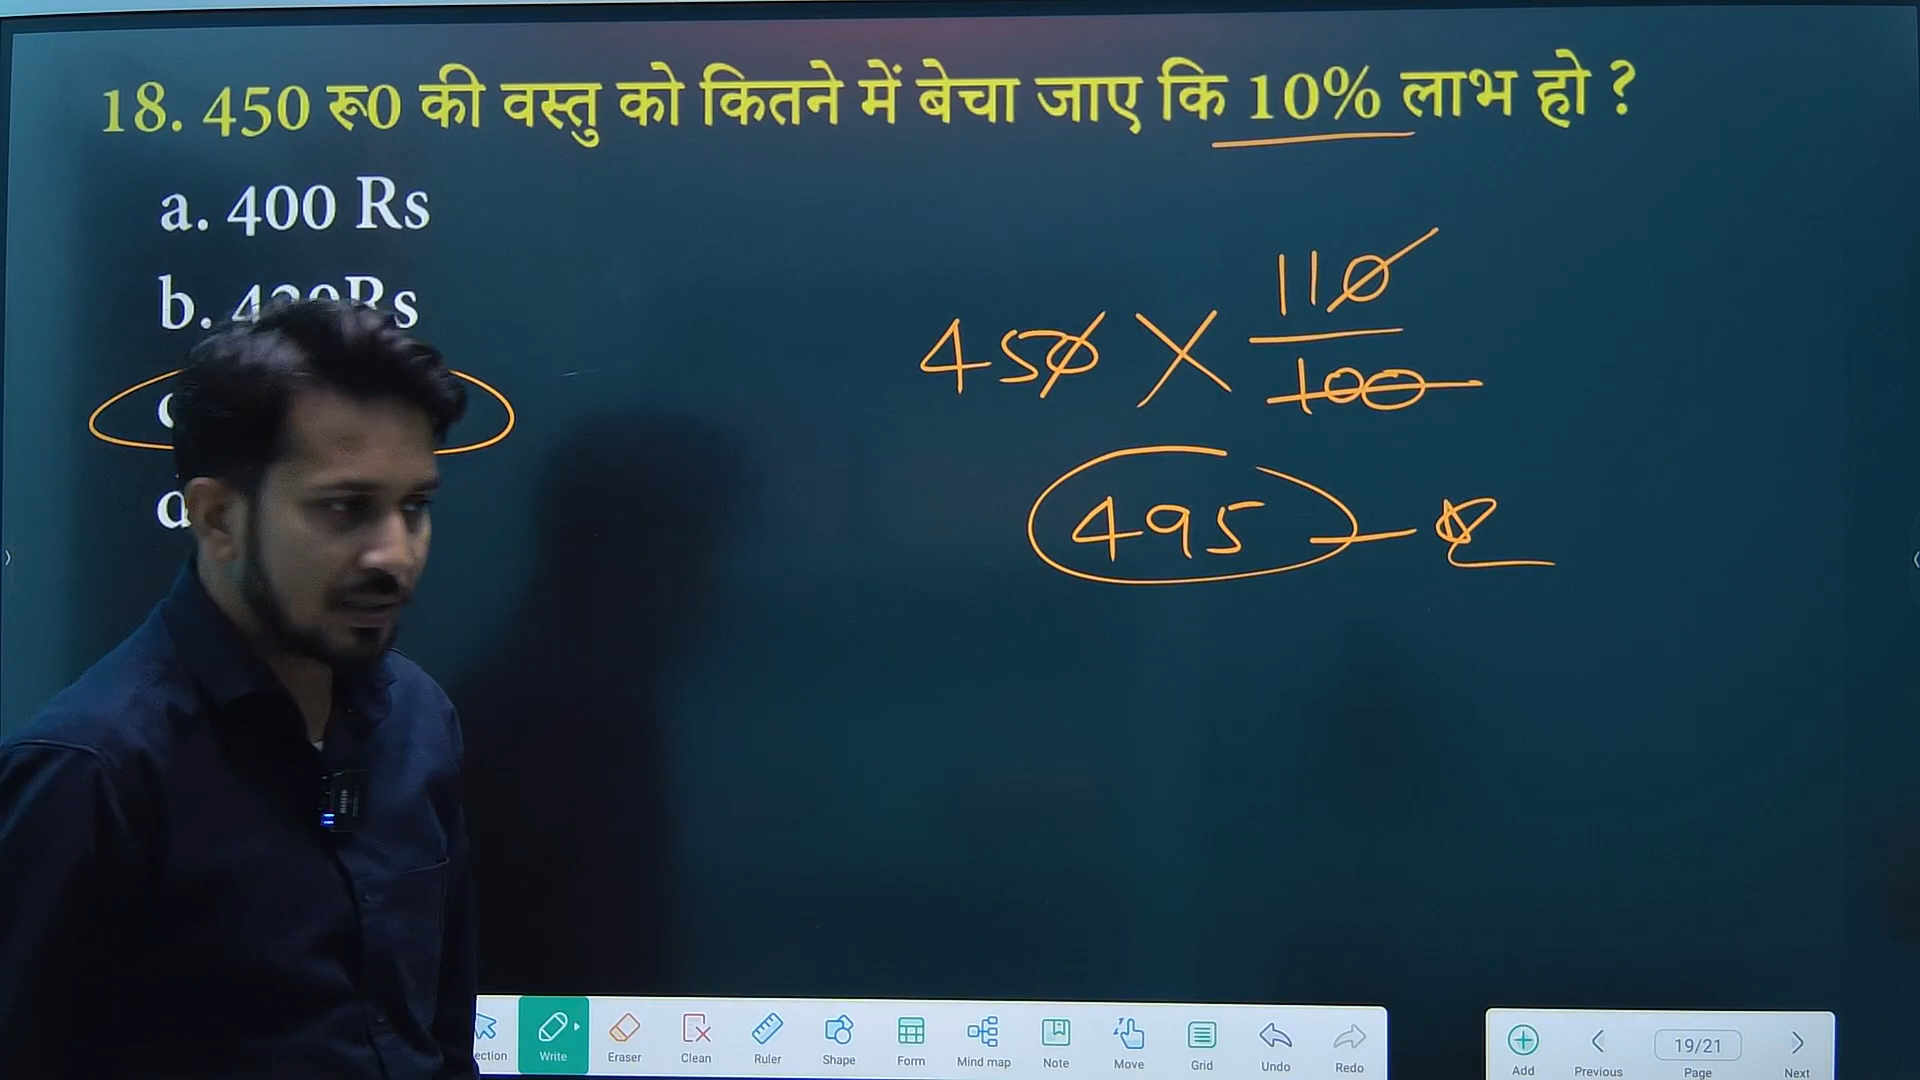 18. 450 रू0 की वस्तु को कितने में बेचा जाए कि 10% लाभ हो ?
a. 400 Rs
b. Rs
450 X 110
100
495
Write
Eraser
Clean
Ruler
Shape
Form
Mind map
Note
Move
Grid
Undo
Redo
Add
Previous
19/21
Page
Next